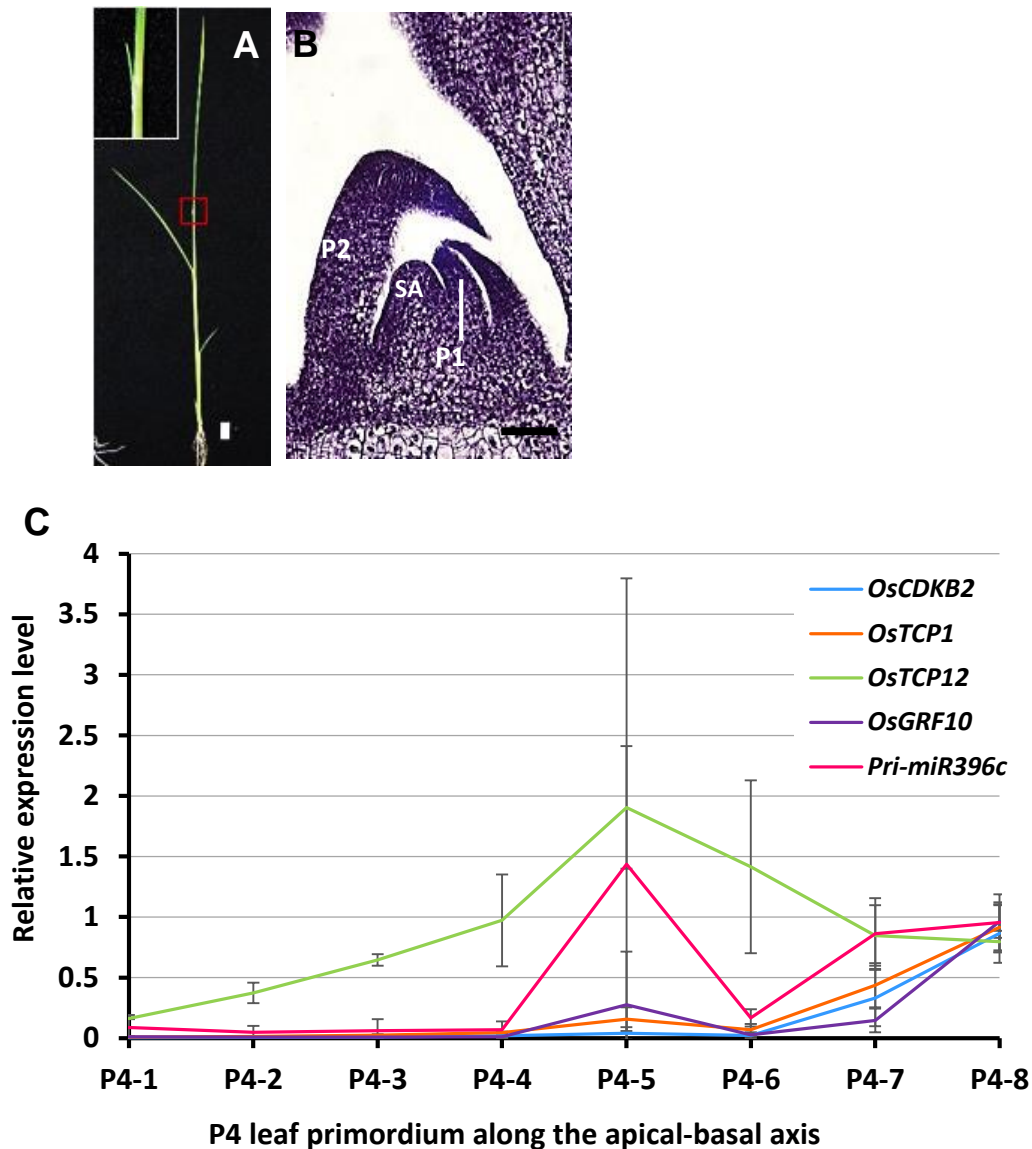 A
B
P2
SA
P1
C
Relative expression level
4
3.5
3
2.5
2
1.5
1
0.5
0
OsCDKB2
OsTCP1
OsTCP12
OsGRF10
Pri-miR396c
P4-1 P4-2 P4-3 P4-4 P4-5 P4-6 P4-7 P4-8
P4 leaf primordium along the apical-basal axis